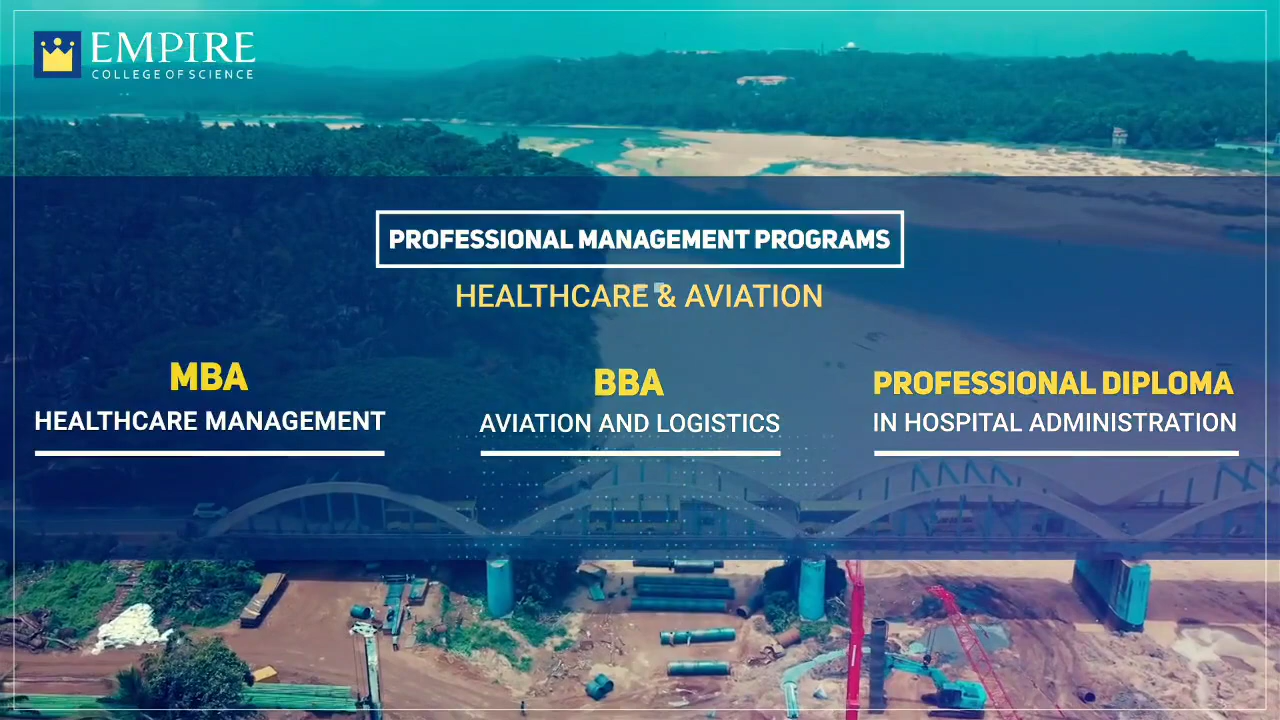 EMPIRE
COLLEGE OF SCIENCE
PROFESSIONAL MANAGEMENT PROGRAMS
HEALTHCARE & AVIATION
MBA
HEALTHCARE MANAGEMENT
BBA
AVIATION AND LOGISTICS
PROFESSIONAL DIPLOMA
IN HOSPITAL ADMINISTRATION